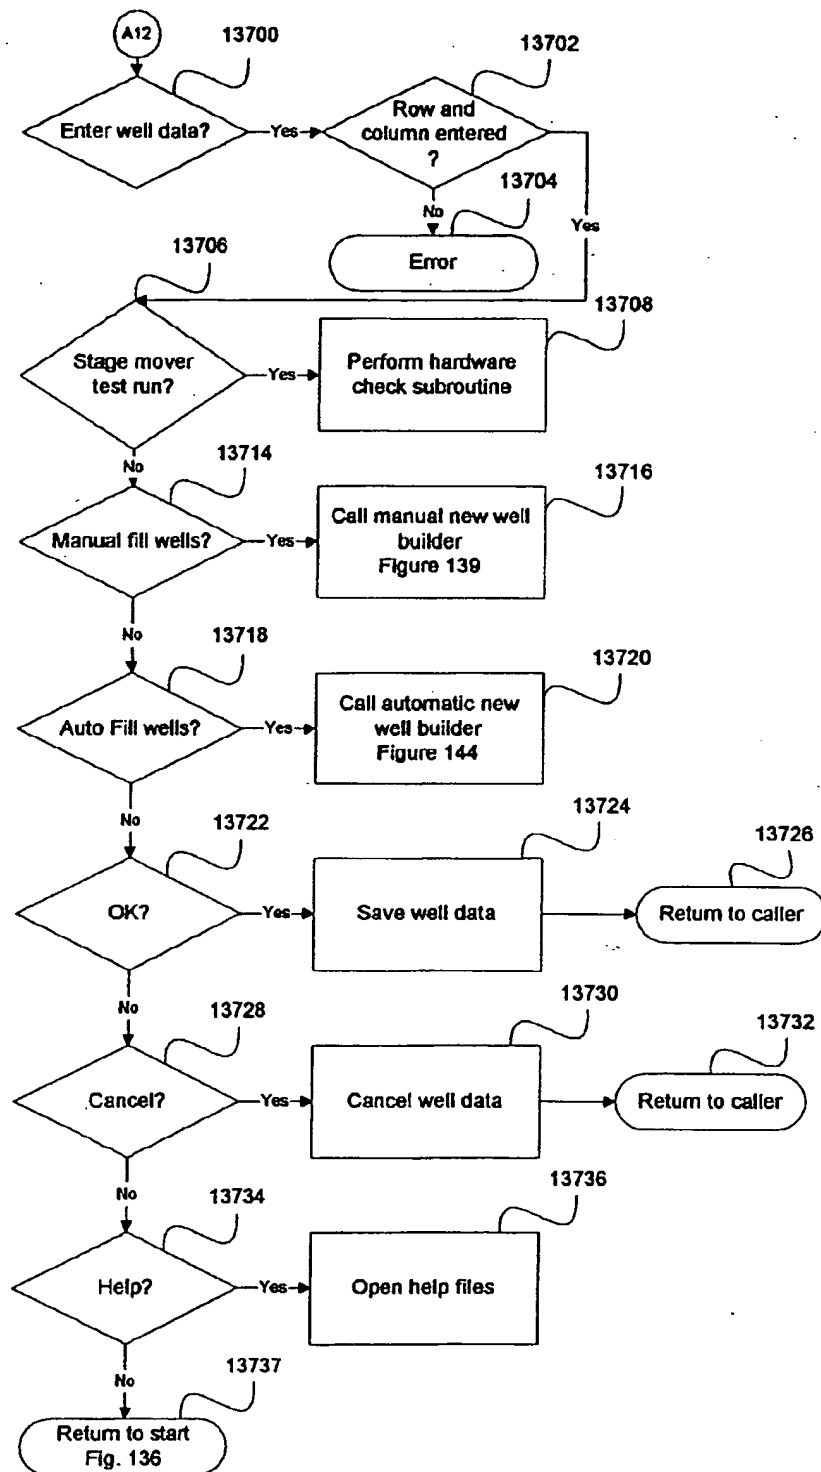 A12
13700
13702
Enter well data?
Yes
Row and
column entered
?
No
13704
Yes
Error
13706
13708
Stage mover
test run?
Yes
Perform hardware
check subroutine
No
13714
13716
Manual fill wells?
Yes
Call manual new well
builder
Figure 139
No
13718
13720
Auto Fill wells?
Yes
Call automatic new
well builder
Figure 144
No
13722
13724
13726
OK?
Yes
Save well data
Return to caller
No
13728
13730
13732
Cancel?
Yes
Cancel well data
Return to caller
No
13734
13736
Help?
Yes
Open help files
No
13737
Return to start
Fig. 136